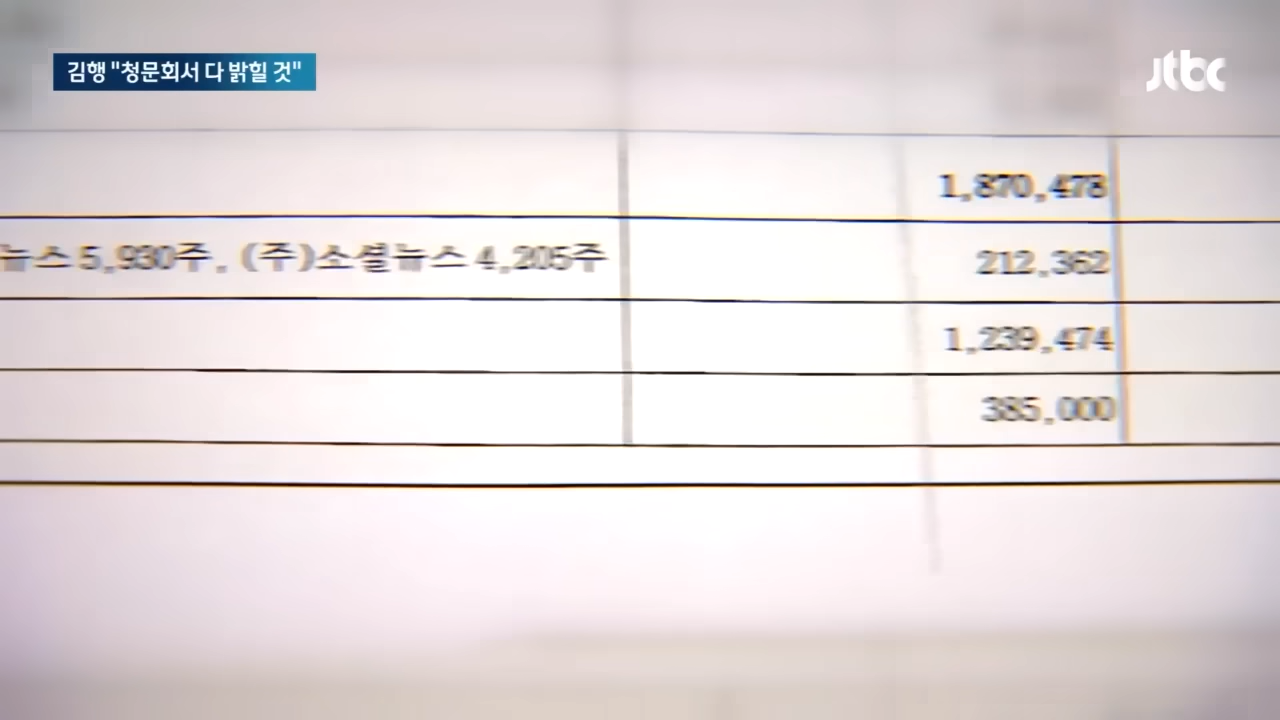 김행 "청문회서 다 밝힐 것"
jtbc
1,870,478
뉴스 5,930주, (주)소셜뉴스 4,205주 212,362
1,239,474
385,000